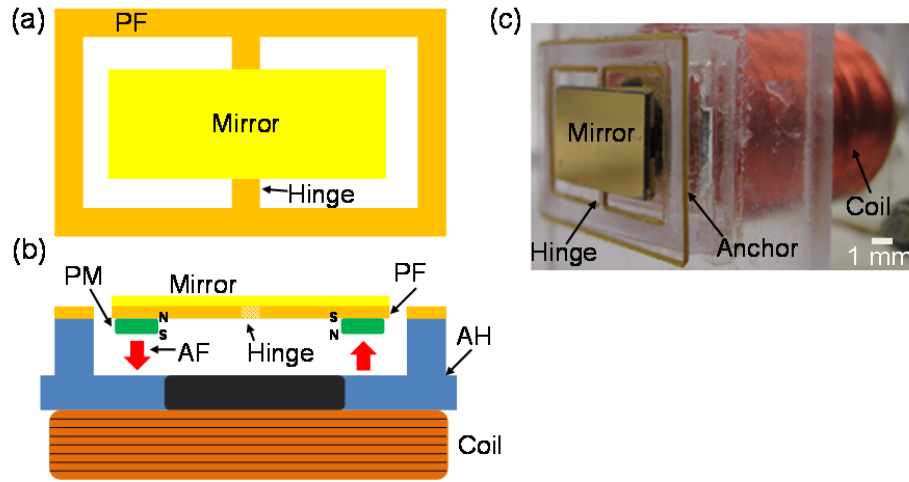 (a)
PF
Mirror
Hinge
(b)
PM
Mirror
PF
N
S
S
N
AF
Hinge
AH
Coil
(c)
Mirror
Hinge
Anchor
Coil
1 mm